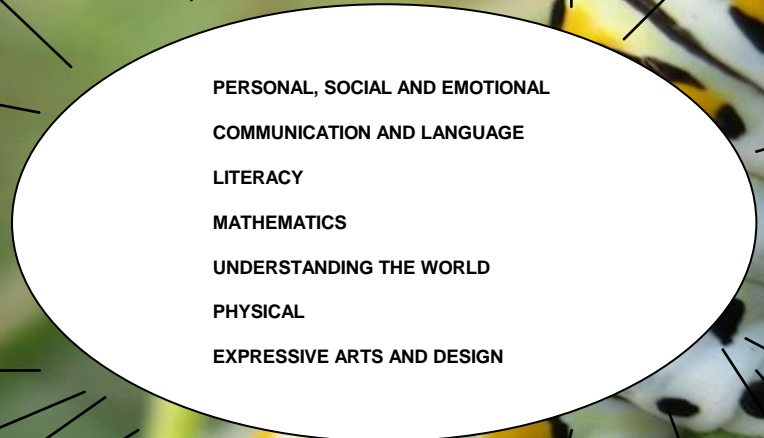 PERSONAL, SOCIAL AND EMOTIONAL
COMMUNICATION AND LANGUAGE
LITERACY
MATHEMATICS
UNDERSTANDING THE WORLD
PHYSICAL
EXPRESSIVE ARTS AND DESIGN